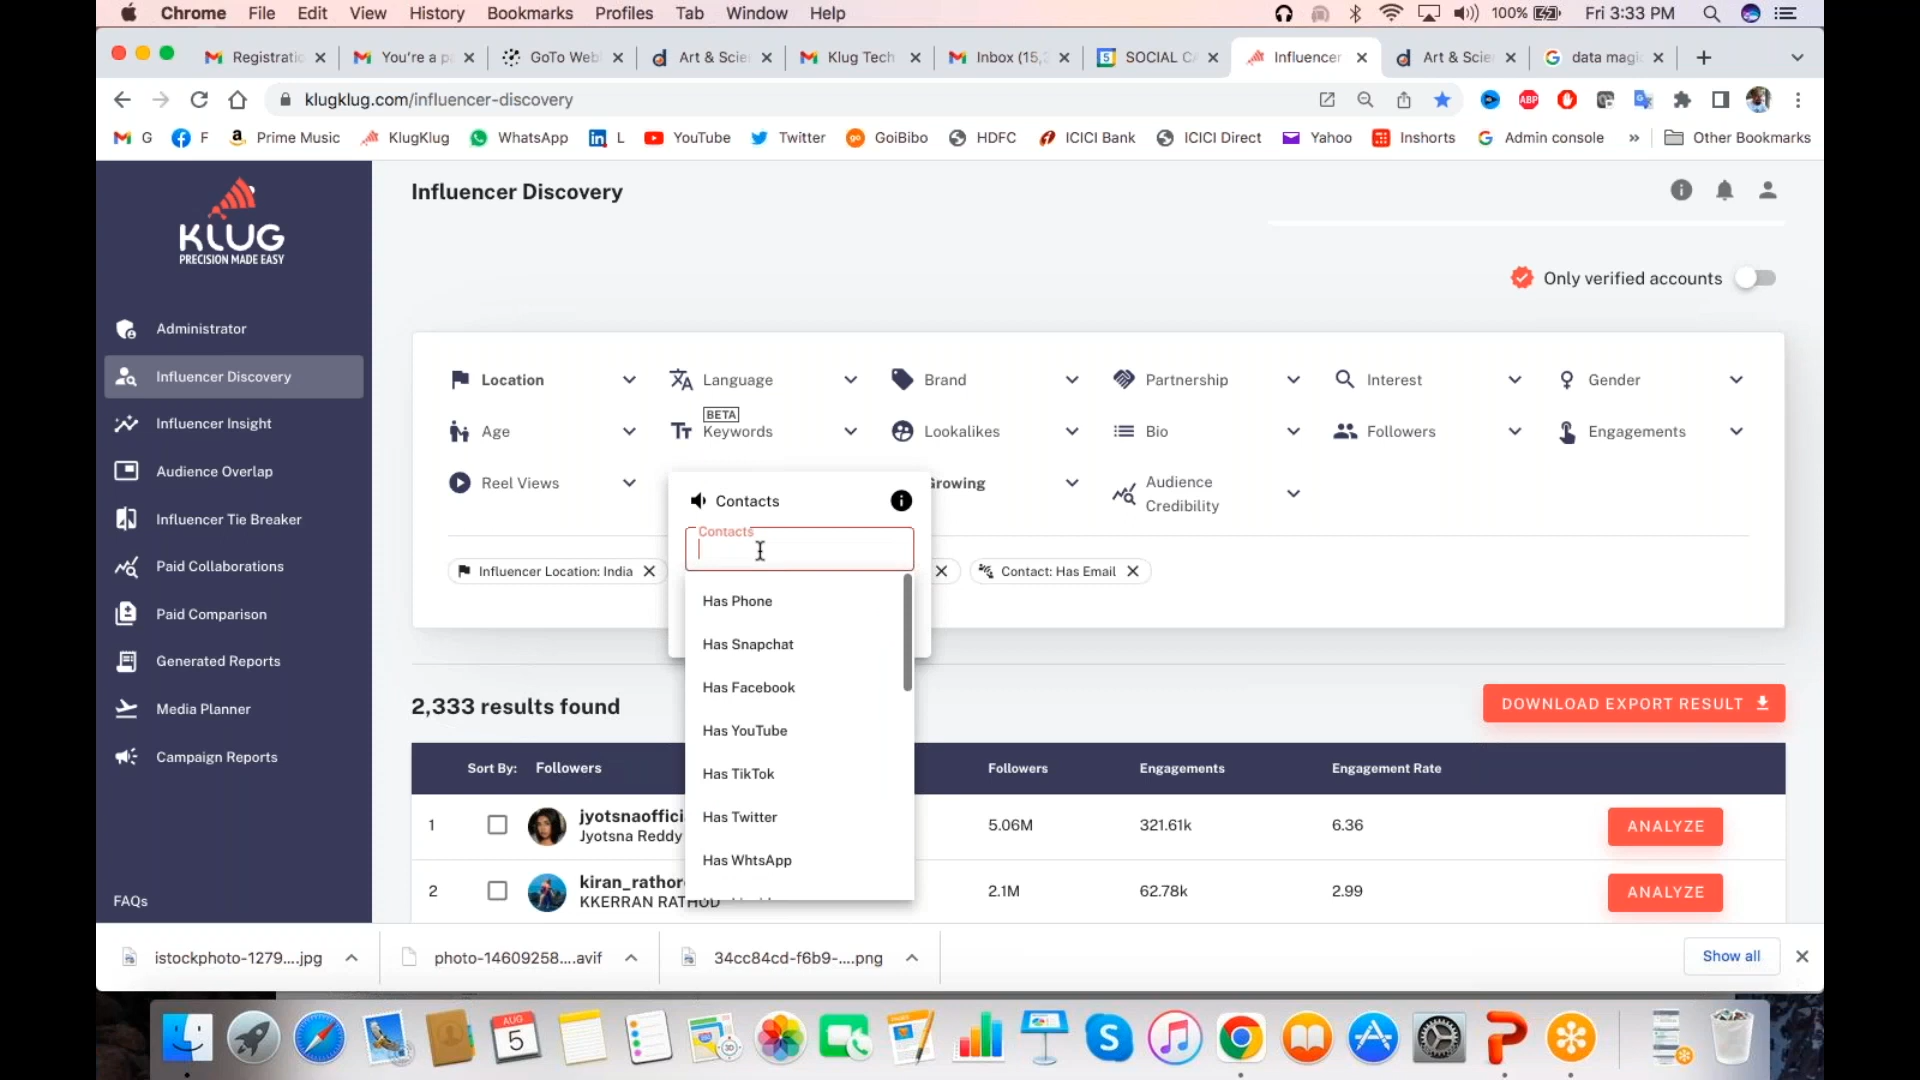 Chrome File Edit View History Bookmarks Profiles Tab Window Help 100% Fri 3:33 PM
Registratio You're a pa GoTo Web Art & Scie Klug Tech Inbox (15, SOCIAL CA Influencer Art & Scie data magi
klugklug.com/influencer-discovery
G F Prime Music KlugKlug WhatsApp L YouTube Twitter GoiBibo HDFC ICICI Bank ICICI Direct Yahoo Inshorts Admin console » Other Bookmarks
KLUG
PRECISION MADE EASY
Administrator
Influencer Discovery
Influencer Insight
Audience Overlap
Influencer Tie Breaker
Paid Collaborations
Paid Comparison
Generated Reports
Media Planner
Campaign Reports
FAQs
Influencer Discovery
Only verified accounts
Location Language Brand Partnership Interest Gender
BETA
Age Keywords Lookalikes Bio Followers Engagements
Reel Views Growing Audience Credibility
Contacts
Contacts
Has Phone
Has Snapchat
Has Facebook
Has YouTube
Has TikTok
Has Twitter
Has WhtsApp
Influencer Location: India Contact: Has Email
2,333 results found
DOWNLOAD EXPORT RESULT
Sort By: Followers Followers Engagements Engagement Rate
1 jyotsnaoffici 5.06M 321.61k 6.36 ANALYZE
Jyotsna Reddy
2 kiran_rathor 2.1M 62.78k 2.99 ANALYZE
KKERRAN RATHOD
istockphoto-1279....jpg photo-14609258....avif 34cc84cd-f6b9-....png Show all
AUG
5